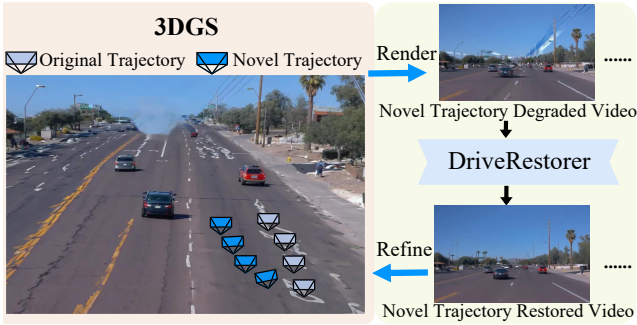 3DGS
Original Trajectory Novel Trajectory
Render
Novel Trajectory Degraded Video
DriveRestorer
Refine
Novel Trajectory Restored Video